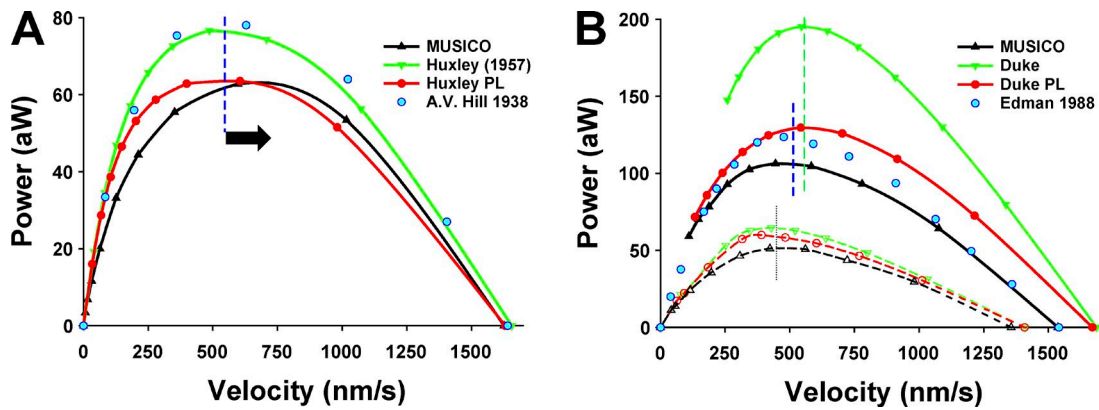 A
Power (aW)
80
60
40
20
0
MUSICO
Huxley (1957)
Huxley PL
A.V. Hill 1938
0 250 500 750 1000 1250 1500
Velocity (nm/s)
B
Power (aW)
200
150
100
50
0
MUSICO
Duke
Duke PL
Edman 1988
0 250 500 750 1000 1250 1500
Velocity (nm/s)